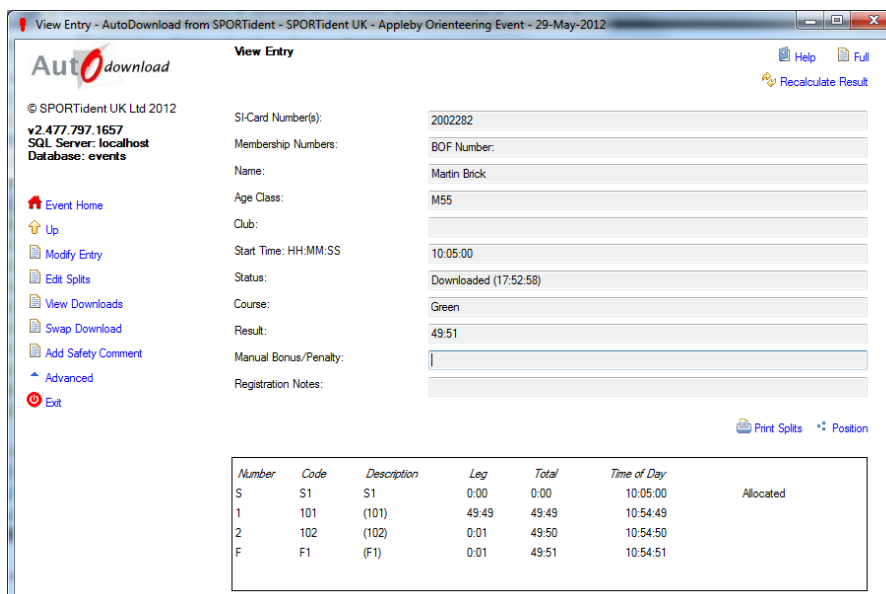 View Entry - AutoDownload from SPORTident - SPORTident UK - Appleby Orienteering Event - 29-May-2012
AutOdownload
View Entry
Help Full
Recalculate Result
© SPORTident UK Ltd 2012
v2.477.797.1657
SQL Server: localhost
Database: events
Event Home
Up
Modify Entry
Edit Splits
View Downloads
Swap Download
Add Safety Comment
Advanced
Exit
SI-Card Number(s): 2002282
Membership Numbers: BOF Number:
Name: Martin Brick
Age Class: M55
Club:
Start Time: HH:MM:SS 10:05:00
Status: Downloaded (17:52:58)
Course: Green
Result: 49:51
Manual Bonus/Penalty:
Registration Notes:
Print Splits Position
Number Code Description Leg Total Time of Day
S S1 S1 0:00 0:00 10:05:00 Allocated
1 101 (101) 49:49 49:49 10:54:49
2 102 (102) 0:01 49:50 10:54:50
F F1 (F1) 0:01 49:51 10:54:51